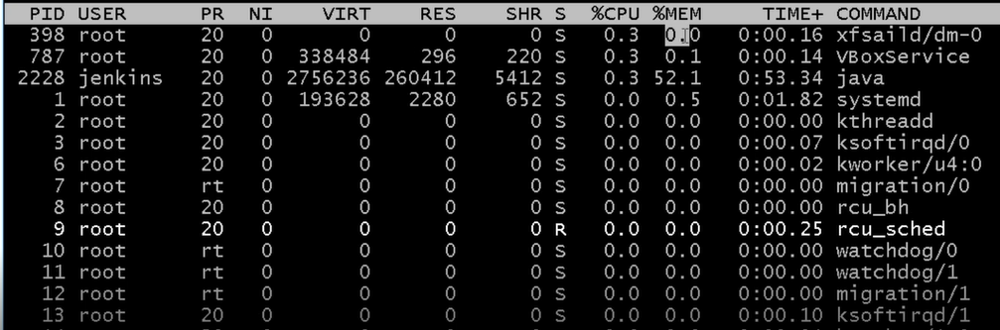 PID USER PR NI VIRT RES SHR S %CPU %MEM TIME+ COMMAND
398 root 20 0 0 0 0 S 0.3 0.0 0:00.16 xfsaild/dm-0
787 root 20 0 338484 296 220 S 0.3 0.1 0:00.14 VBoxService
2228 jenkins 20 0 2756236 260412 5412 S 0.3 52.1 0:53.34 java
1 root 20 0 193628 2280 652 S 0.0 0.5 0:01.82 systemd
2 root 20 0 0 0 0 S 0.0 0.0 0:00.00 kthreadd
3 root 20 0 0 0 0 S 0.0 0.0 0:00.07 ksoftirqd/0
6 root 20 0 0 0 0 S 0.0 0.0 0:00.02 kworker/u4:0
7 root rt 0 0 0 0 S 0.0 0.0 0:00.00 migration/0
8 root 20 0 0 0 0 S 0.0 0.0 0:00.00 rcu_bh
9 root 20 0 0 0 0 R 0.0 0.0 0:00.25 rcu_sched
10 root rt 0 0 0 0 S 0.0 0.0 0:00.00 watchdog/0
11 root rt 0 0 0 0 S 0.0 0.0 0:00.00 watchdog/1
12 root rt 0 0 0 0 S 0.0 0.0 0:00.00 migration/1
13 root 20 0 0 0 0 S 0.0 0.0 0:00.10 ksoftirqd/1